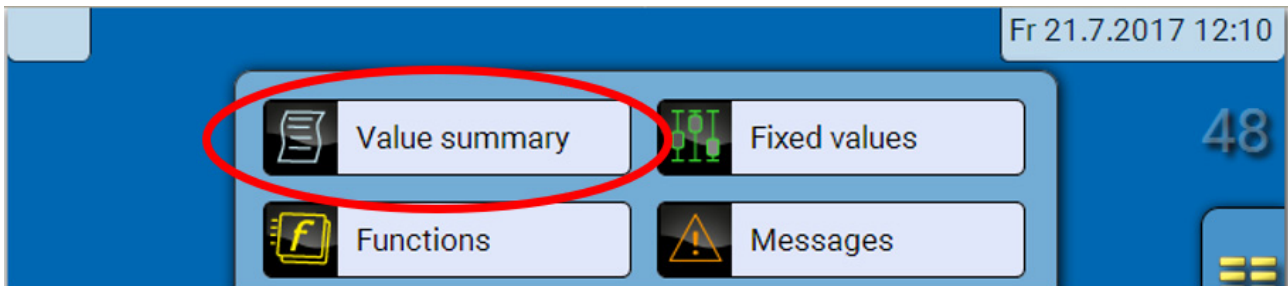 Fr 21.7.2017 12:10
Value summary
Fixed values
48
Functions
Messages